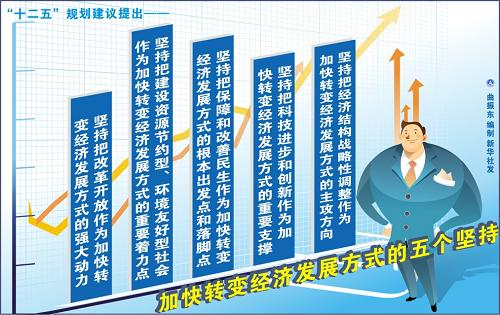 “十二五”规划建议提出——
坚持把经济结构战略性调整作为
加快转变经济发展方式的主攻方向
坚持把科技进步和创新作为加
快转变经济发展方式的重要支撑
坚持把保障和改善民生作为加快转变
经济发展方式的根本出发点和落脚点
坚持把建设资源节约型、环境友好型社会
作为加快转变经济发展方式的重要着力点
坚持把改革开放作为加快转
变经济发展方式的强大动力
加快转变经济发展方式的五个坚持
曲振东 编制 新华社发